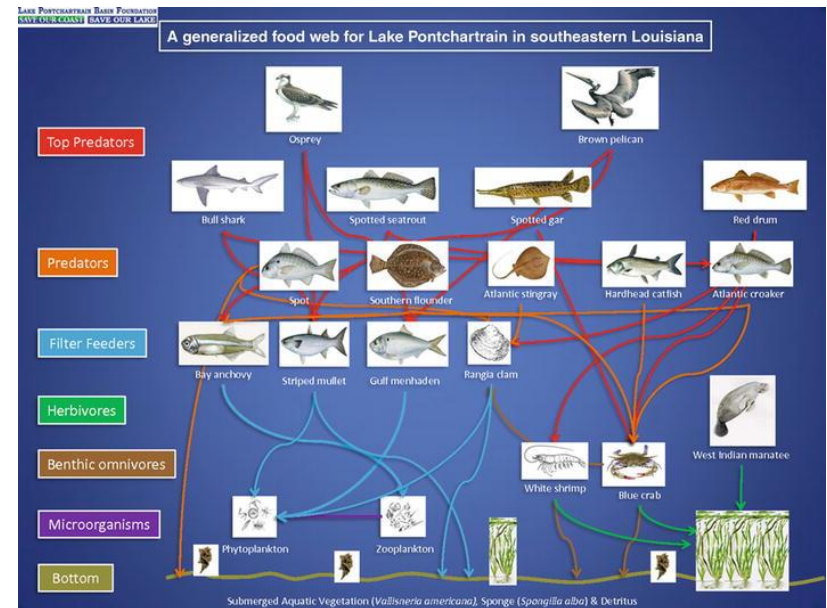 LAKE PONTCHARTRAIN BASIN FOUNDATION
SAVE OUR COAST SAVE OUR LAKE
A generalized food web for Lake Pontchartrain in southeastern Louisiana
Osprey
Brown pelican
Top Predators
Bull shark
Spotted seatrout
Spotted gar
Red drum
Predators
Spot
Southern flounder
Atlantic stingray
Hardhead catfish
Atlantic croaker
Filter Feeders
Bay anchovy
Striped mullet
Gulf menhaden
Rangia clam
Herbivores
West Indian manatee
Benthic omnivores
White shrimp
Blue crab
Microorganisms
Phytoplankton
Zooplankton
Bottom
Submerged Aquatic Vegetation (Vallisneria americana), Sponge (Spongilla alba) & Detritus